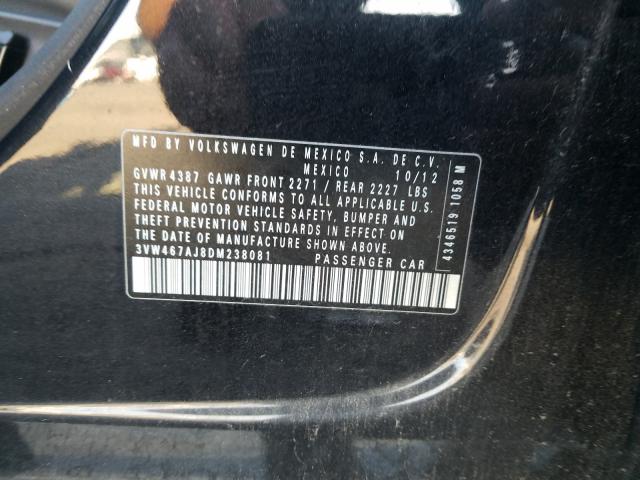 MFD BY VOLKSWAGEN DE MEXICO S.A. DE C.V.
MEXICO 10/12
GVWR 4387 GAWR FRONT 2271 / REAR 2227 LBS
THIS VEHICLE CONFORMS TO ALL APPLICABLE U.S.
FEDERAL MOTOR VEHICLE SAFETY, BUMPER AND
THEFT PREVENTION STANDARDS IN EFFECT ON
THE DATE OF MANUFACTURE SHOWN ABOVE.
3VW467AJ8DM238081 PASSENGER CAR
4346519 1058 M